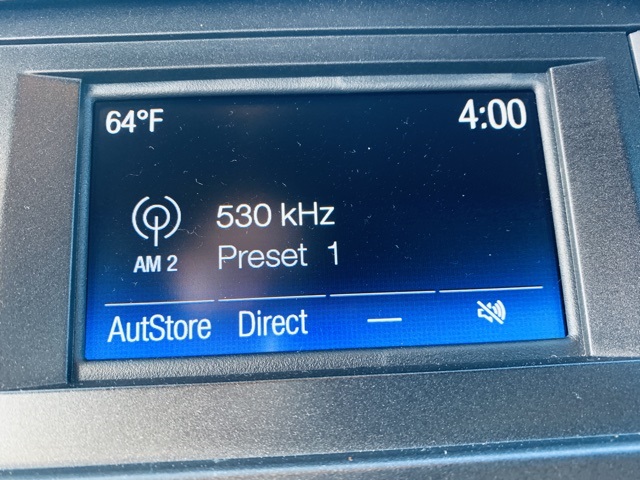 64°F 4:00
530 kHz
AM 2 Preset 1
AutStore Direct —